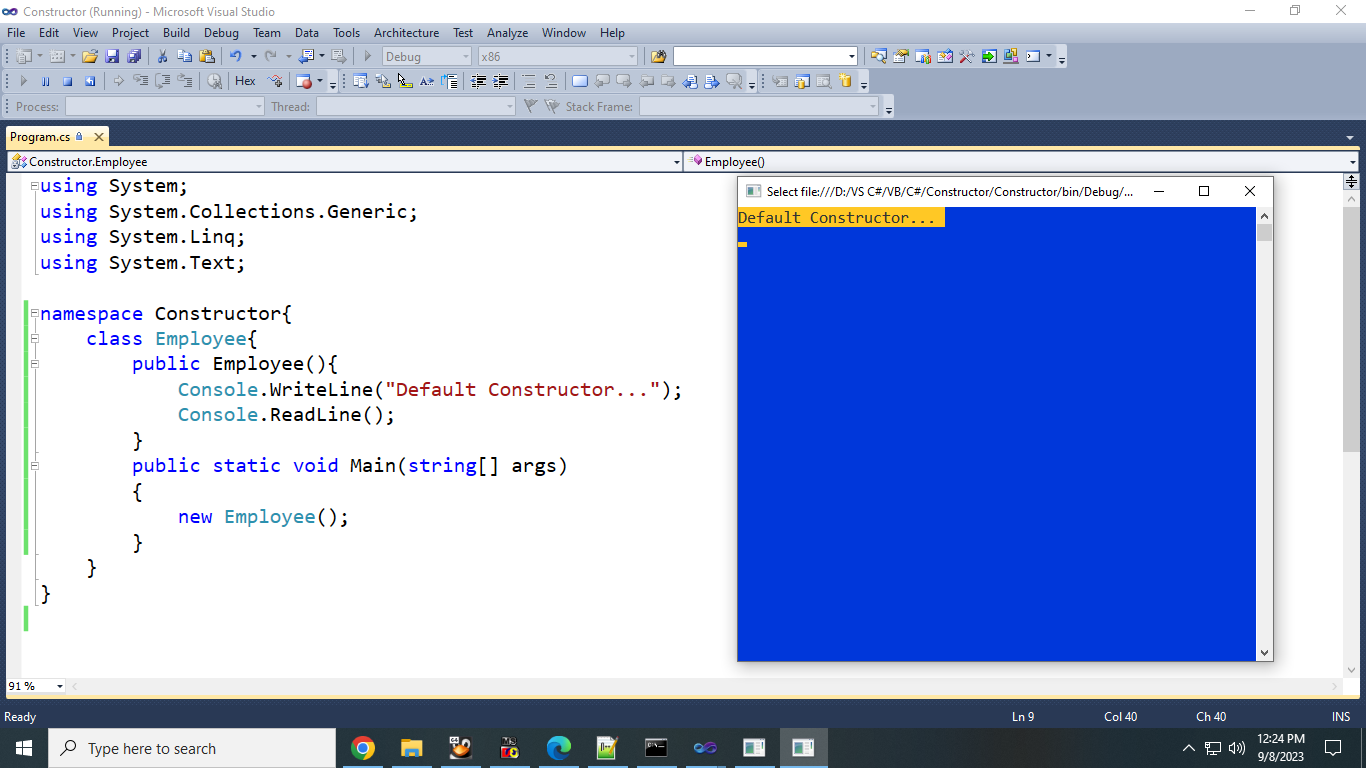 Constructor (Running) - Microsoft Visual Studio
File Edit View Project Build Debug Team Data Tools Architecture Test Analyze Window Help
Debug x86
Hex
Process: Thread: Stack Frame:
Program.cs
Constructor.Employee Employee()
using System;
using System.Collections.Generic;
using System.Linq;
using System.Text;
namespace Constructor{
class Employee{
public Employee(){
Console.WriteLine("Default Constructor...");
Console.ReadLine();
}
public static void Main(string[] args)
{
new Employee();
}
}
}
Select file:///D:/VS C#/VB/C#/Constructor/Constructor/bin/Debug/...
Default Constructor...
91 %
Ready Ln 9 Col 40 Ch 40 INS
Type here to search
12:24 PM
9/8/2023